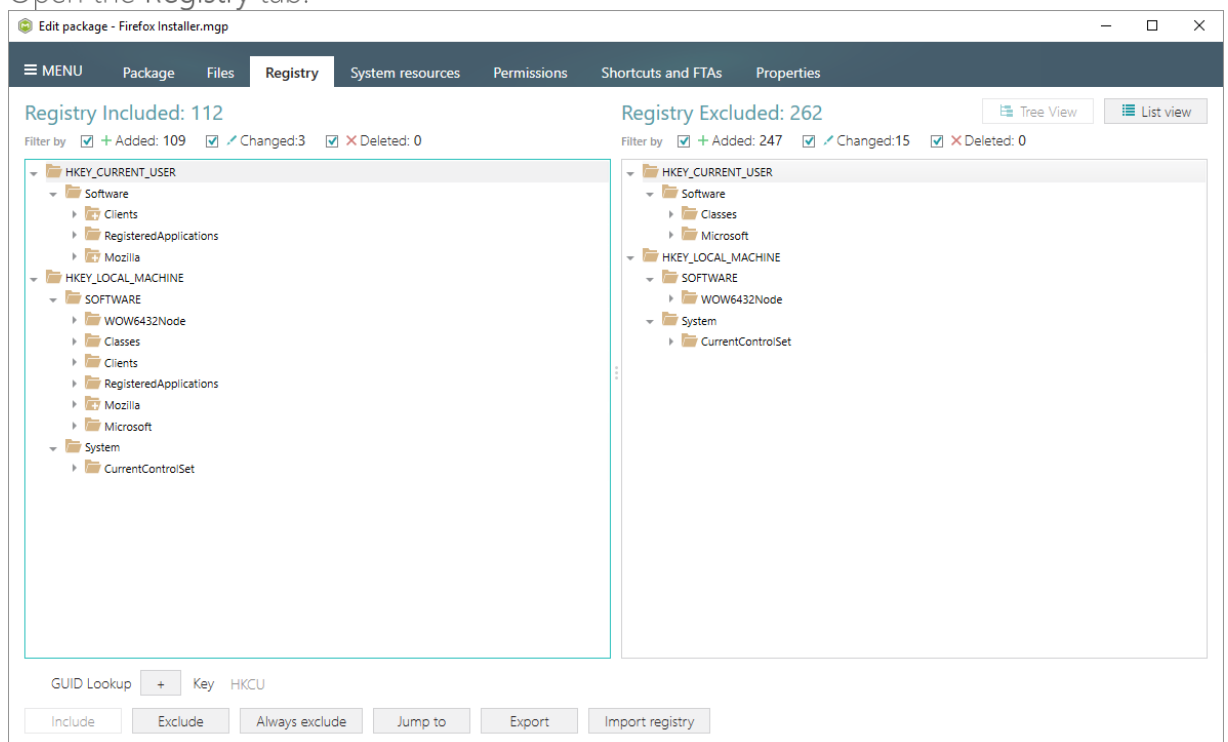 Open the Registry tab.
Edit package - Firefox Installer.mgp
MENU Package Files Registry System resources Permissions Shortcuts and FTAs Properties
Registry Included: 112
Filter by + Added: 109 Changed:3 × Deleted: 0
HKEY_CURRENT_USER
Software
Clients
RegisteredApplications
Mozilla
HKEY_LOCAL_MACHINE
SOFTWARE
WOW6432Node
Classes
Clients
RegisteredApplications
Mozilla
Microsoft
System
CurrentControlSet
Registry Excluded: 262
Tree View List view
Filter by + Added: 247 Changed:15 × Deleted: 0
HKEY_CURRENT_USER
Software
Classes
Microsoft
HKEY_LOCAL_MACHINE
SOFTWARE
WOW6432Node
System
CurrentControlSet
GUID Lookup + Key HKCU
Include Exclude Always exclude Jump to Export Import registry